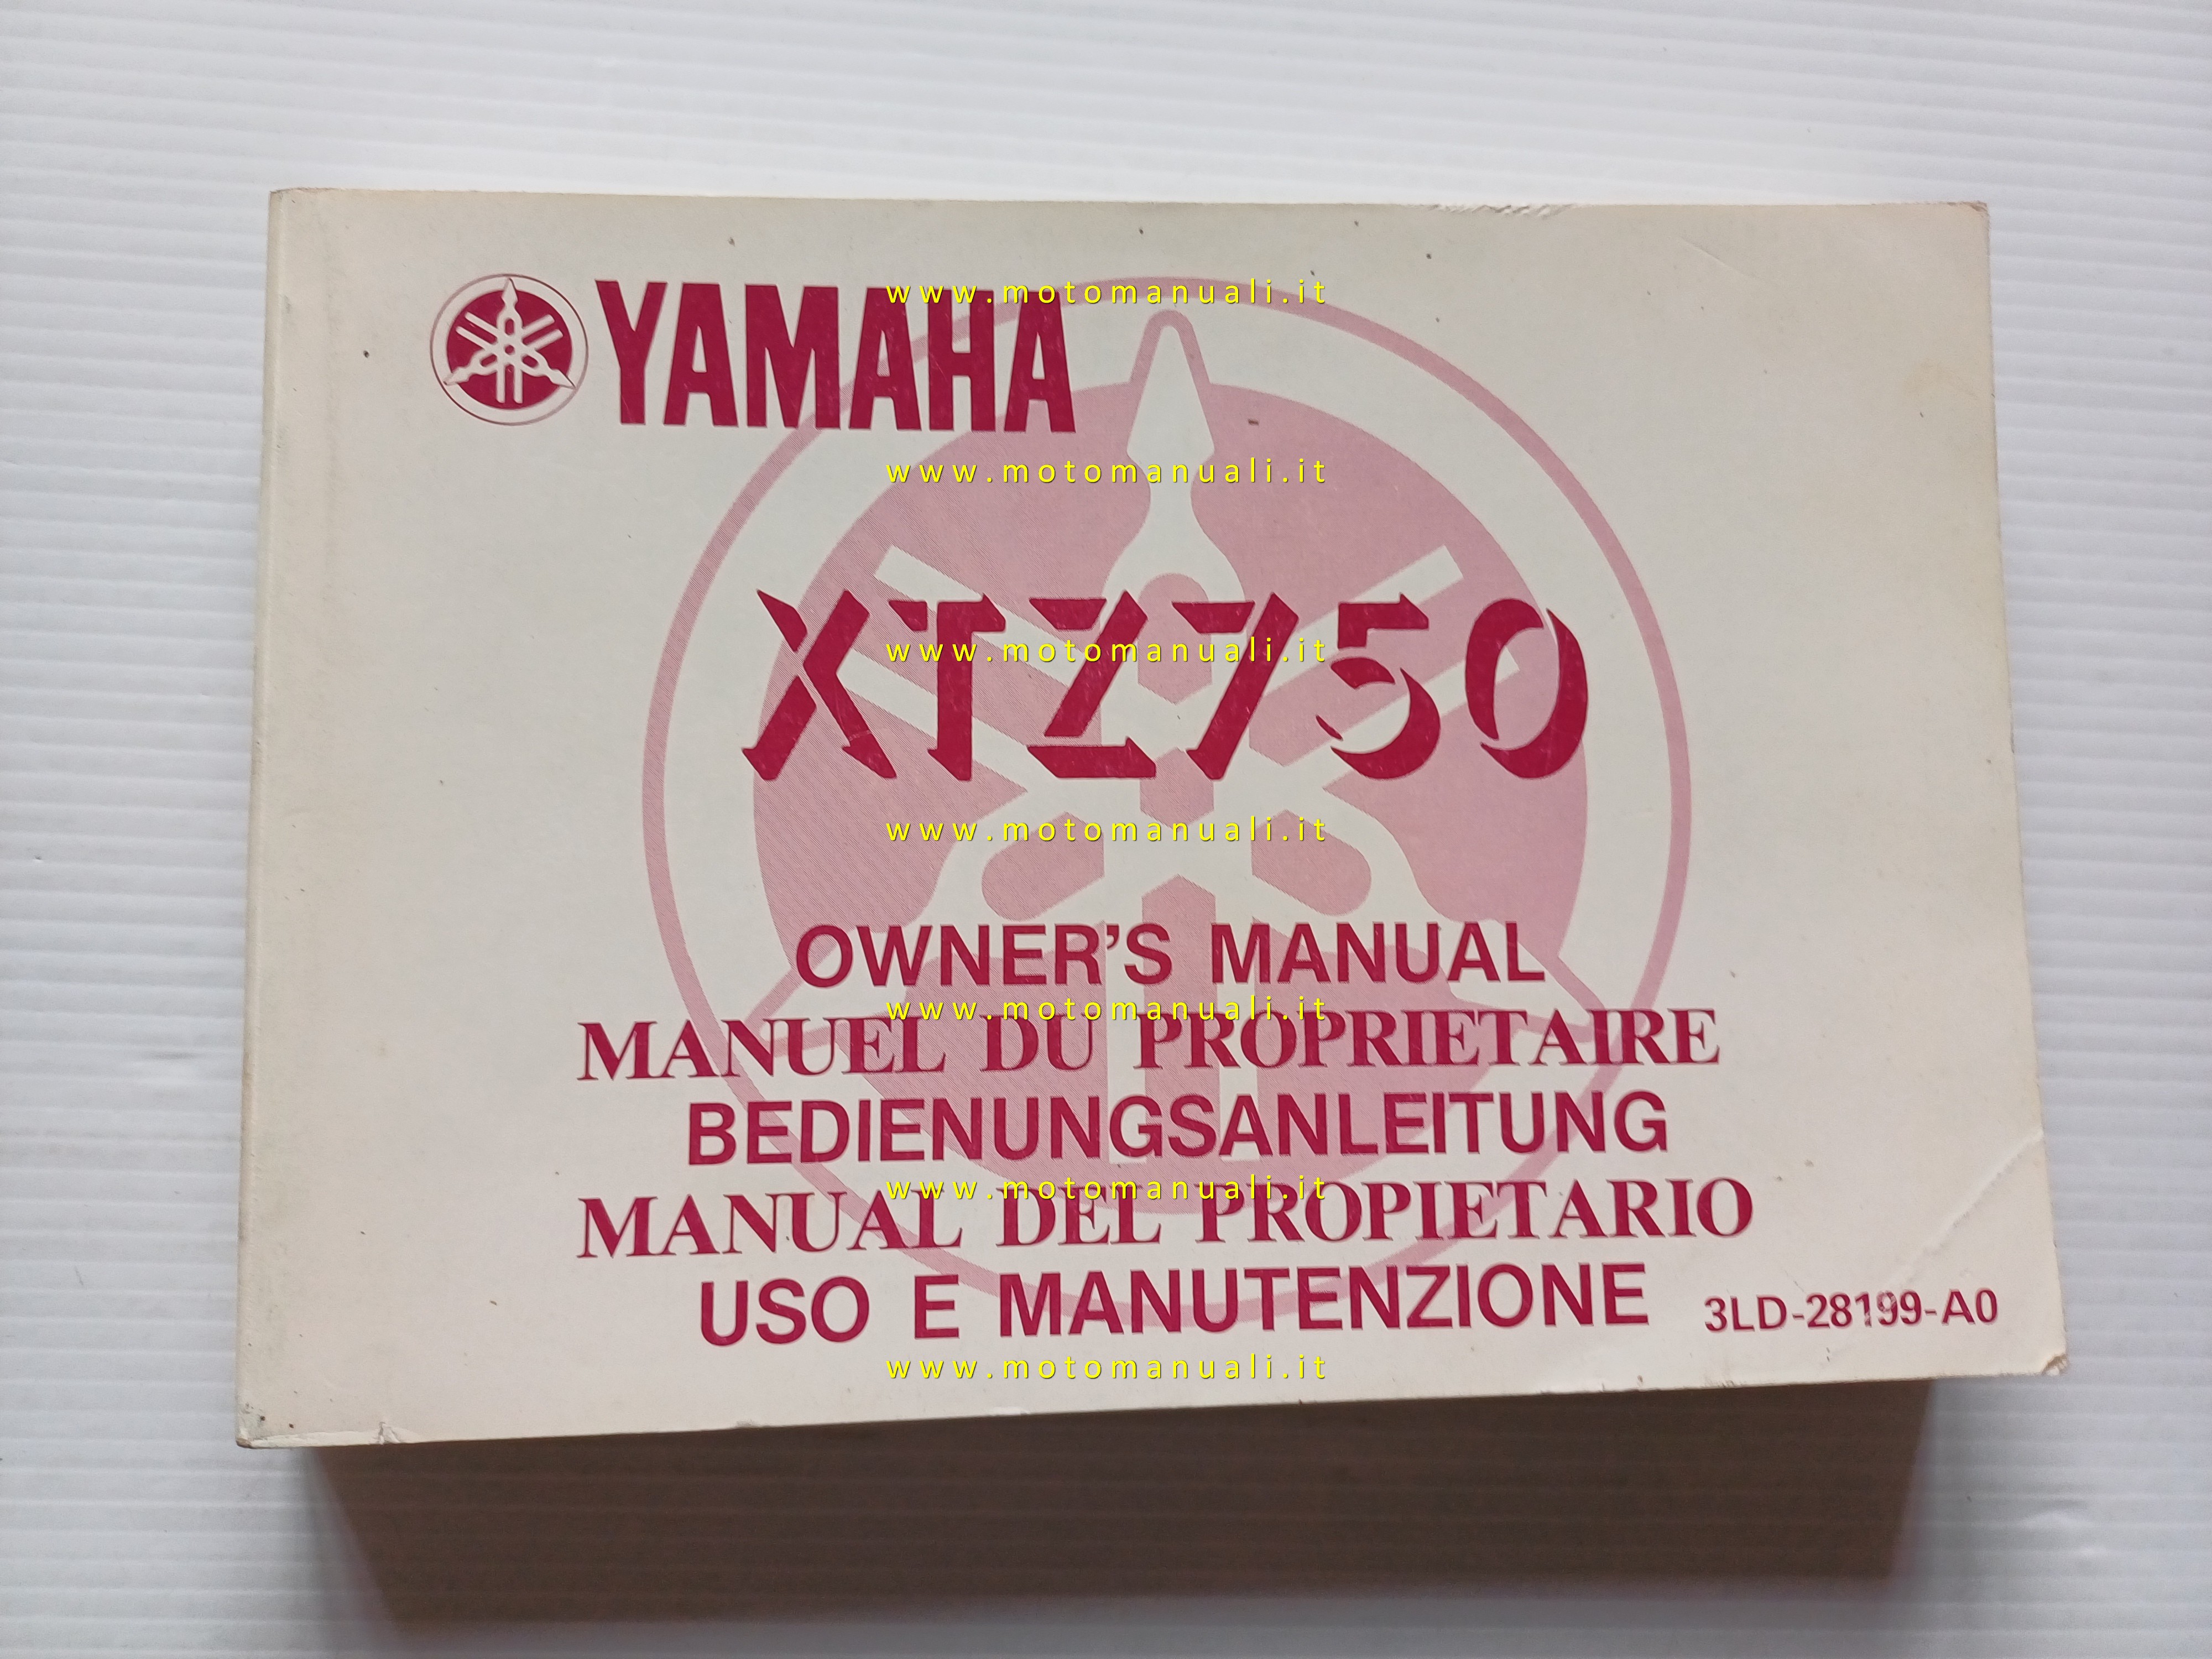 YAMAHA
www.motomanuali.it
www.motomanuali.it
XTZ750
www.motomanuali.it
www.motomanuali.it
OWNER'S MANUAL
www.motomanuali.it
MANUEL DU PROPRIETAIRE
BEDIENUNGSANLEITUNG
www.motomanuali.it
MANUAL DEL PROPIETARIO
USO E MANUTENZIONE
3LD-28199-A0
www.motomanuali.it